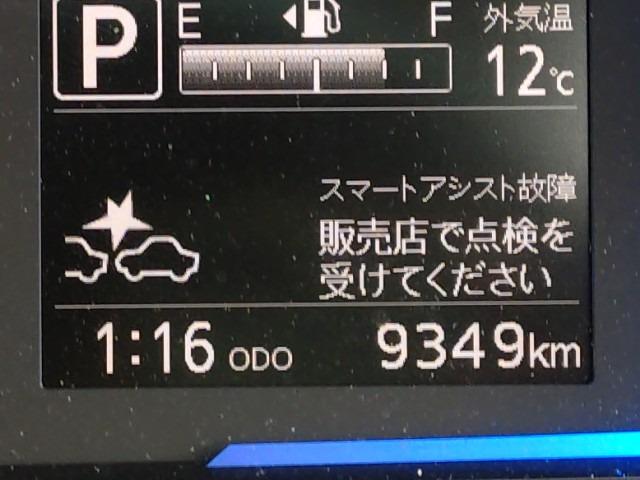 P E F 外気温
12℃
スマートアシスト故障
販売店で点検を
受けてください
1:16 ODO 9349km